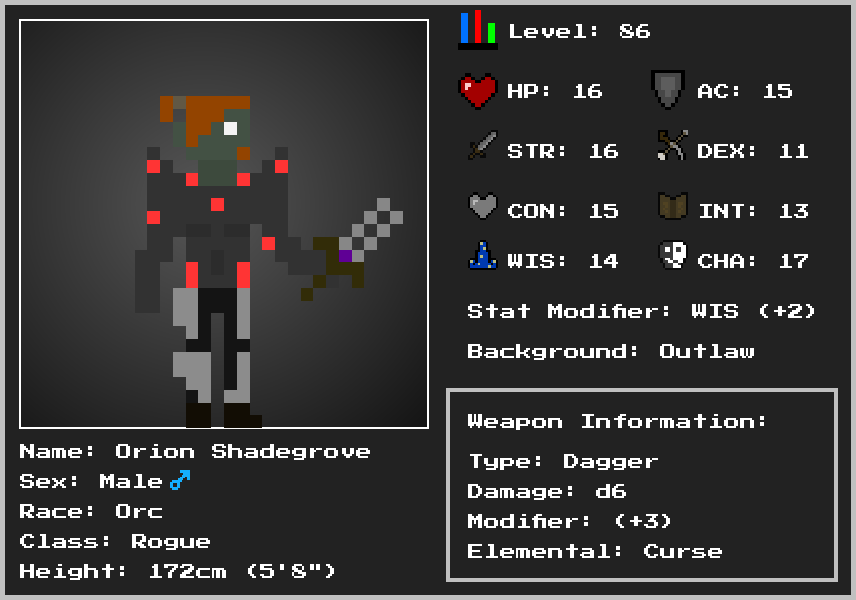 Level: 86
HP: 16 AC: 15
STR: 16 DEX: 11
CON: 15 INT: 13
WIS: 14 CHA: 17
Stat Modifier: WIS (+2)
Background: Outlaw
Weapon Information:
Type: Dagger
Damage: d6
Modifier: (+3)
Elemental: Curse
Name: Orion Shadegrove
Sex: Male ♂
Race: Orc
Class: Rogue
Height: 172cm (5'8")